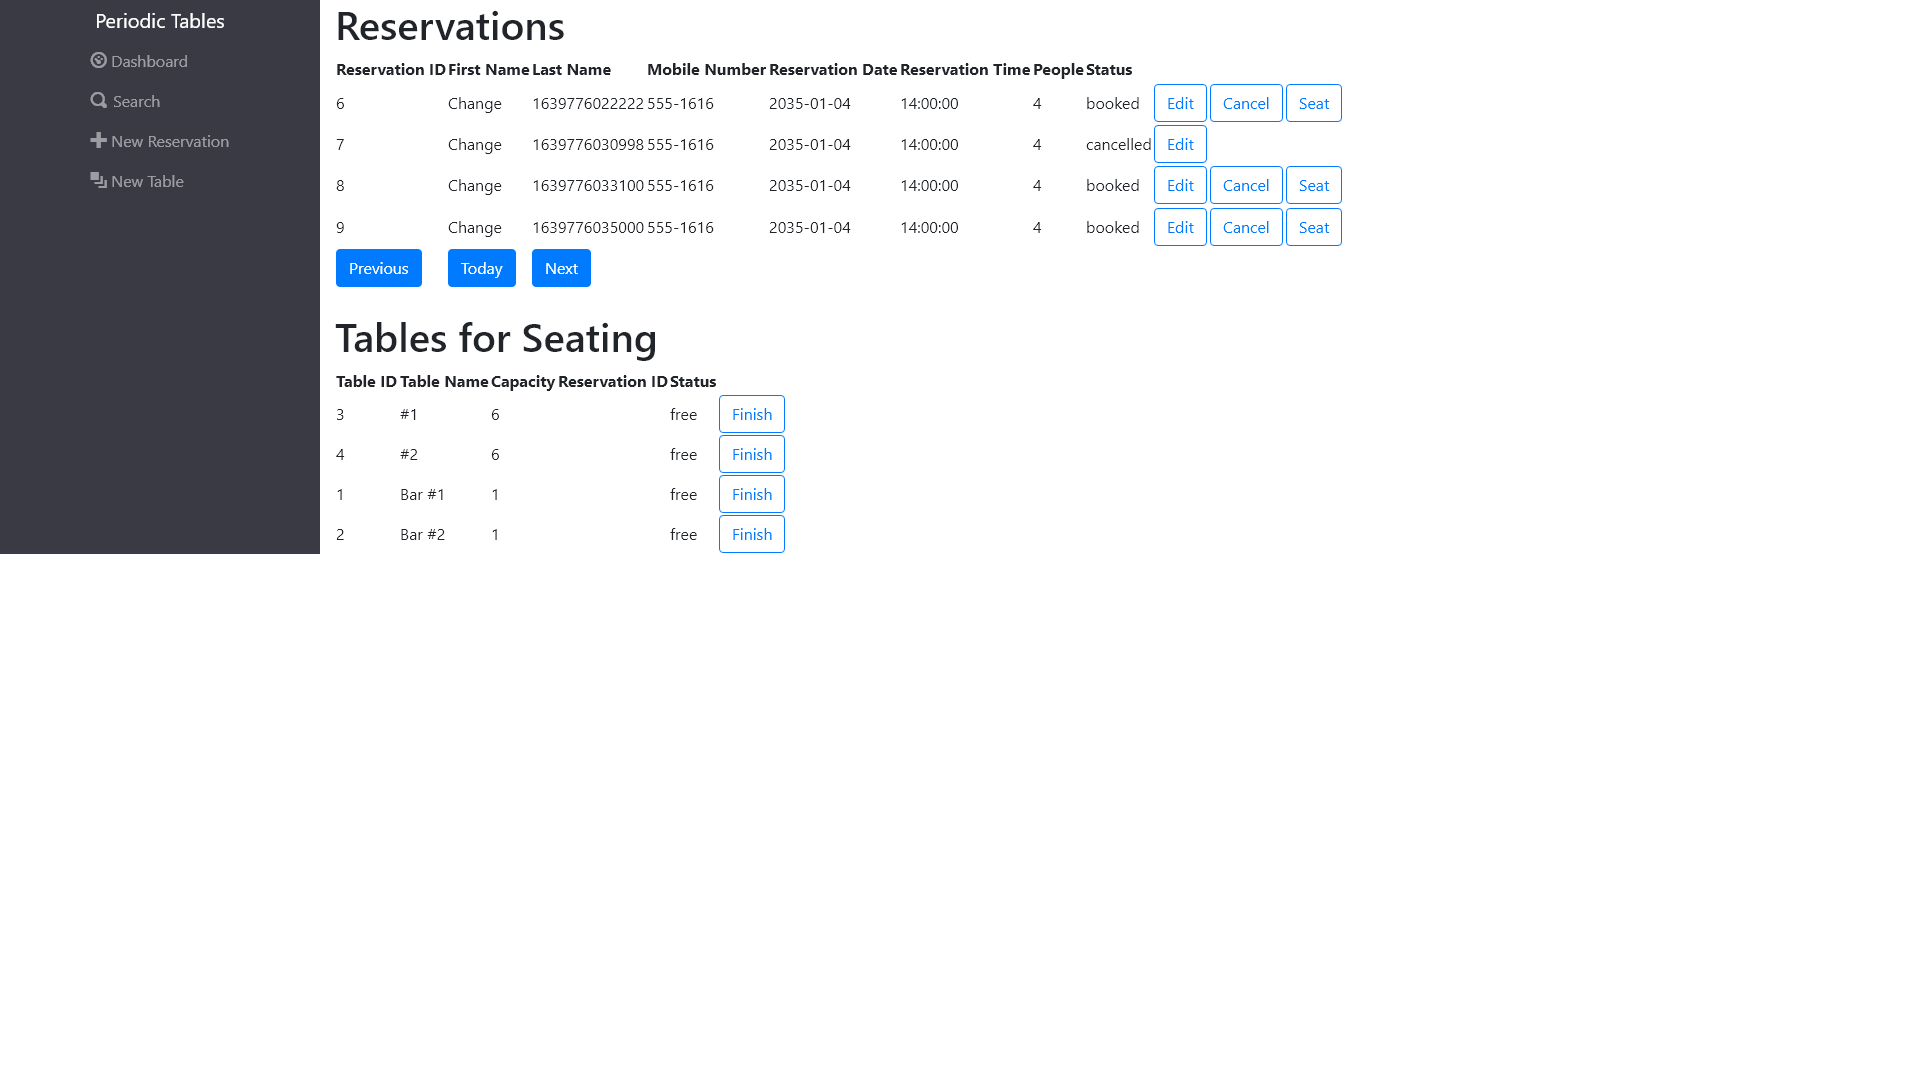 Periodic Tables
Dashboard
Search
New Reservation
New Table
Reservations
Reservation ID First Name Last Name Mobile Number Reservation Date Reservation Time People Status
6 Change 1639776022222 555-1616 2035-01-04 14:00:00 4 booked Edit Cancel Seat
7 Change 1639776030998 555-1616 2035-01-04 14:00:00 4 cancelled Edit
8 Change 1639776033100 555-1616 2035-01-04 14:00:00 4 booked Edit Cancel Seat
9 Change 1639776035000 555-1616 2035-01-04 14:00:00 4 booked Edit Cancel Seat
Previous Today Next
Tables for Seating
Table ID Table Name Capacity Reservation ID Status
3 #1 6 free Finish
4 #2 6 free Finish
1 Bar #1 1 free Finish
2 Bar #2 1 free Finish